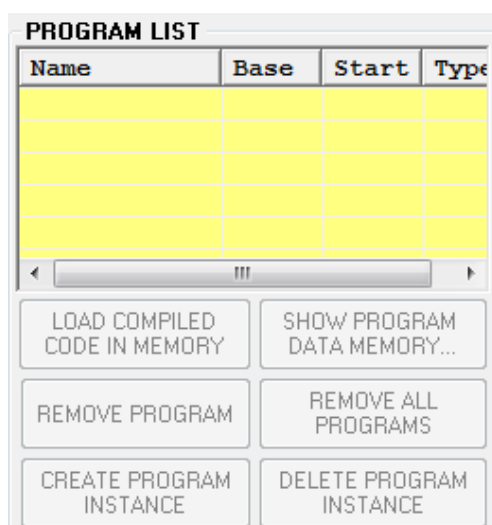 PROGRAM LIST
Name Base Start Type
LOAD COMPILED CODE IN MEMORY
SHOW PROGRAM DATA MEMORY...
REMOVE PROGRAM
REMOVE ALL PROGRAMS
CREATE PROGRAM INSTANCE
DELETE PROGRAM INSTANCE